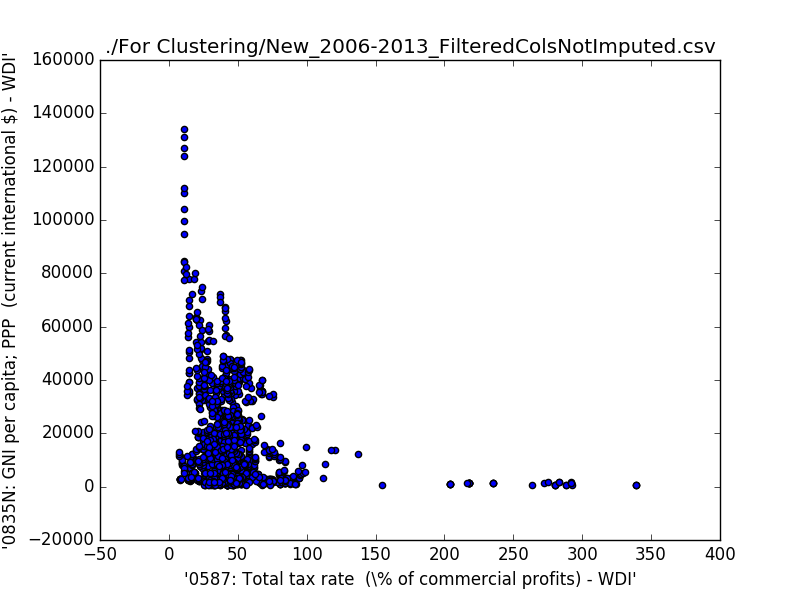 ./For Clustering/New_2006-2013_FilteredColsNotImputed.csv
'0835N: GNI per capita; PPP  (current international $) - WDI'
160000
140000
120000
100000
80000
60000
40000
20000
0
−20000
−50 0 50 100 150 200 250 300 350 400
'0587: Total tax rate  (\% of commercial profits) - WDI'